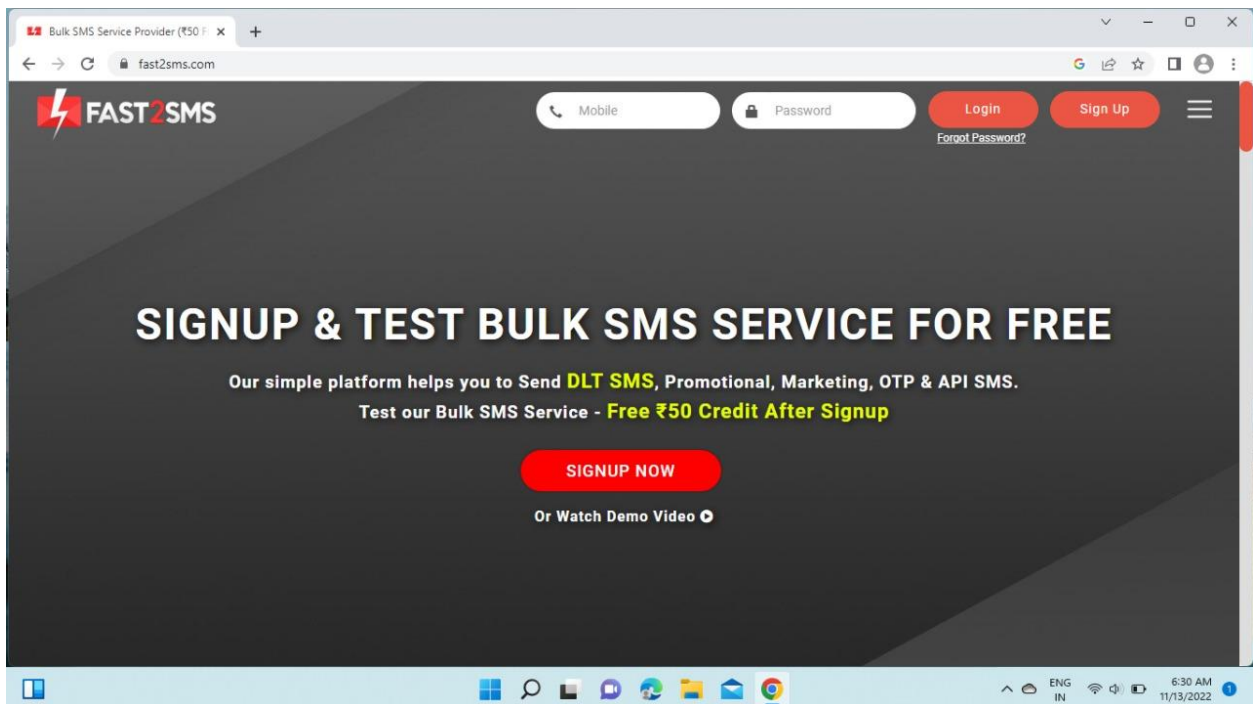 Bulk SMS Service Provider (₹50 F
fast2sms.com
FAST2SMS
Mobile
Password
Login
Sign Up
Forgot Password?
SIGNUP & TEST BULK SMS SERVICE FOR FREE
Our simple platform helps you to Send DLT SMS, Promotional, Marketing, OTP & API SMS.
Test our Bulk SMS Service - Free ₹50 Credit After Signup
SIGNUP NOW
Or Watch Demo Video
ENG
IN
6:30 AM
11/13/2022
1